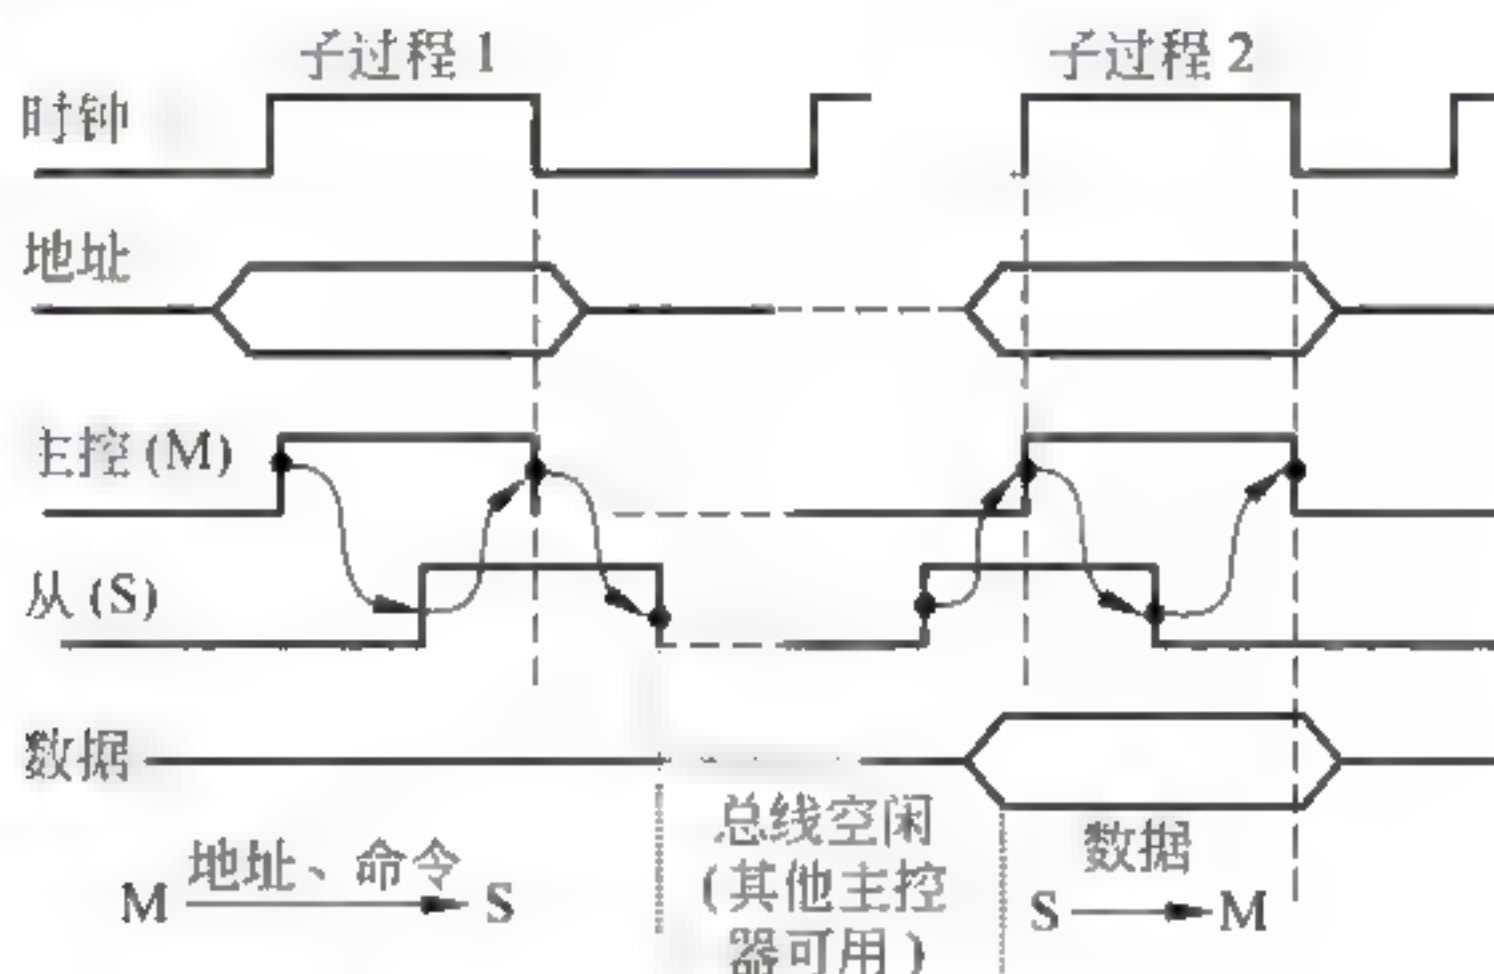 子过程 1
子过程 2
时钟
地址
主控 (M)
从 (S)
数据
总线空闲
(其他主控
器可用)
数据
地址、命令
M S
S M